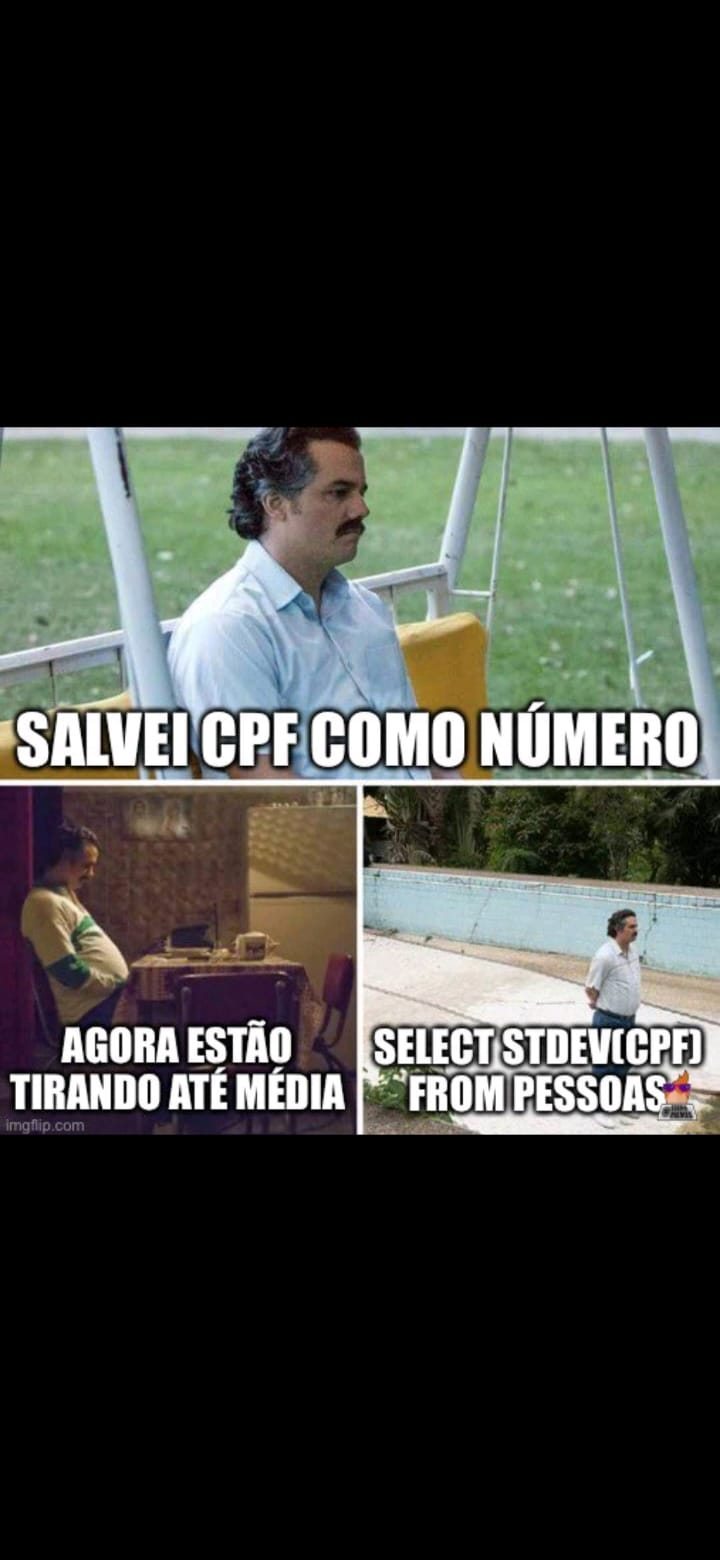 SALVEI CPF COMO NÚMERO
AGORA ESTÃO
TIRANDO ATÉ MÉDIA
SELECT STDEV(CPF)
FROM PESSOAS
imgflip.com